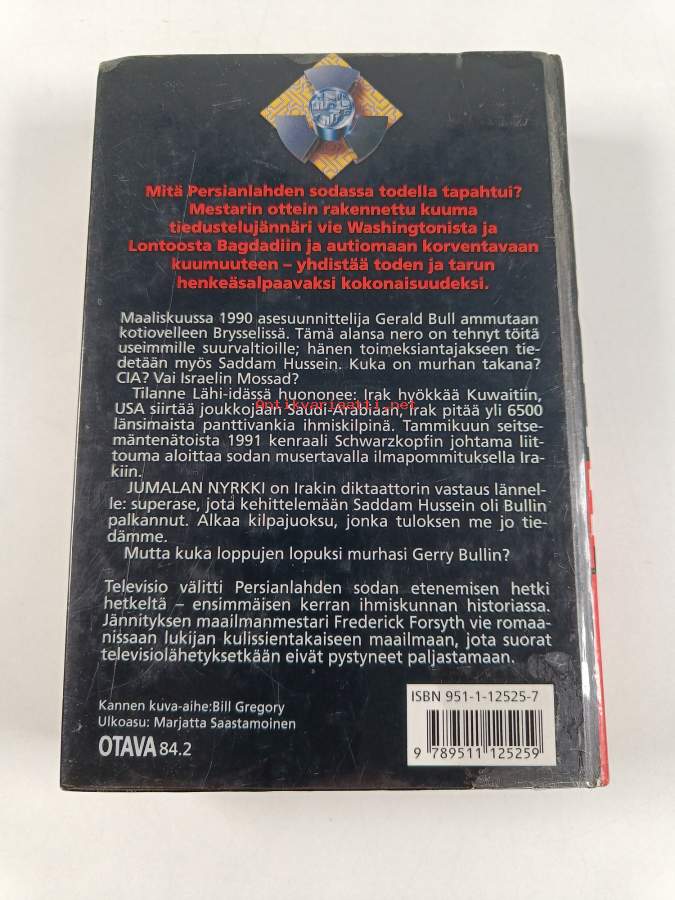 Mitä Persianlahden sodassa todella tapahtui?
Mestarin ottein rakennettu kuuma
tiedustelujännäri vie Washingtonista ja
Lontoosta Bagdadiin ja autiomaan korventavaan
kuumuuteen – yhdistää toden ja tarun
henkeäsalpaavaksi kokonaisuudeksi.
Maaliskuussa 1990 asesuunnittelija Gerald Bull ammutaan
kotiovelleen Brysselissä. Tämä alansa nero on tehnyt töitä
useimmille suurvaltioille; hänen toimeksiantajakseen tie-
detään myös Saddam Hussein. Kuka on murhan takana?
CIA? Vai Israelin Mossad?
Tilanne Lähi-idässä huononee: Irak hyökkää Kuwaitiin,
antikvariaatti.net
USA siirtää joukkojaan Saudi-Arabiaan, Irak pitää yli 6500
länsimaista panttivankia ihmiskilpinä. Tammikuun seitse-
mäntenätoista 1991 kenraali Schwarzkopfin johtama liit-
touma aloittaa sodan musertavalla ilmapommituksella Ira-
kiin.
JUMALAN NYRKKI on Irakin diktaattorin vastaus lännel-
le: superase, jota kehittelemään Saddam Hussein oli Bullin
palkannut. Alkaa kilpajuoksu, jonka tuloksen me jo tie-
dämme.
Mutta kuka loppujen lopuksi murhasi Gerry Bullin?
Televisio välitti Persianlahden sodan etenemisen hetki
hetkeltä – ensimmäisen kerran ihmiskunnan historiassa.
Jännityksen maailmanmestari Frederick Forsyth vie romaa-
nissaan lukijan kulissientakaiseen maailmaan, jota suorat
televisiolähetyksetkään eivät pystyneet paljastamaan.
Kannen kuva-aihe:Bill Gregory
Ulkoasu: Marjatta Saastamoinen
OTAVA 84.2
ISBN 951-1-12525-7
9 789511 125259